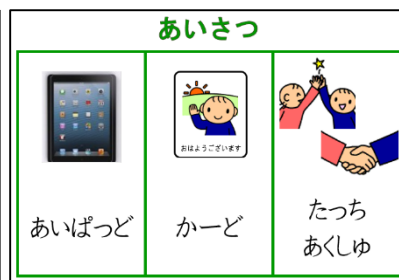 あいさつ
あいぱっど
おはようございます
かーど
たっち
あくしゅ